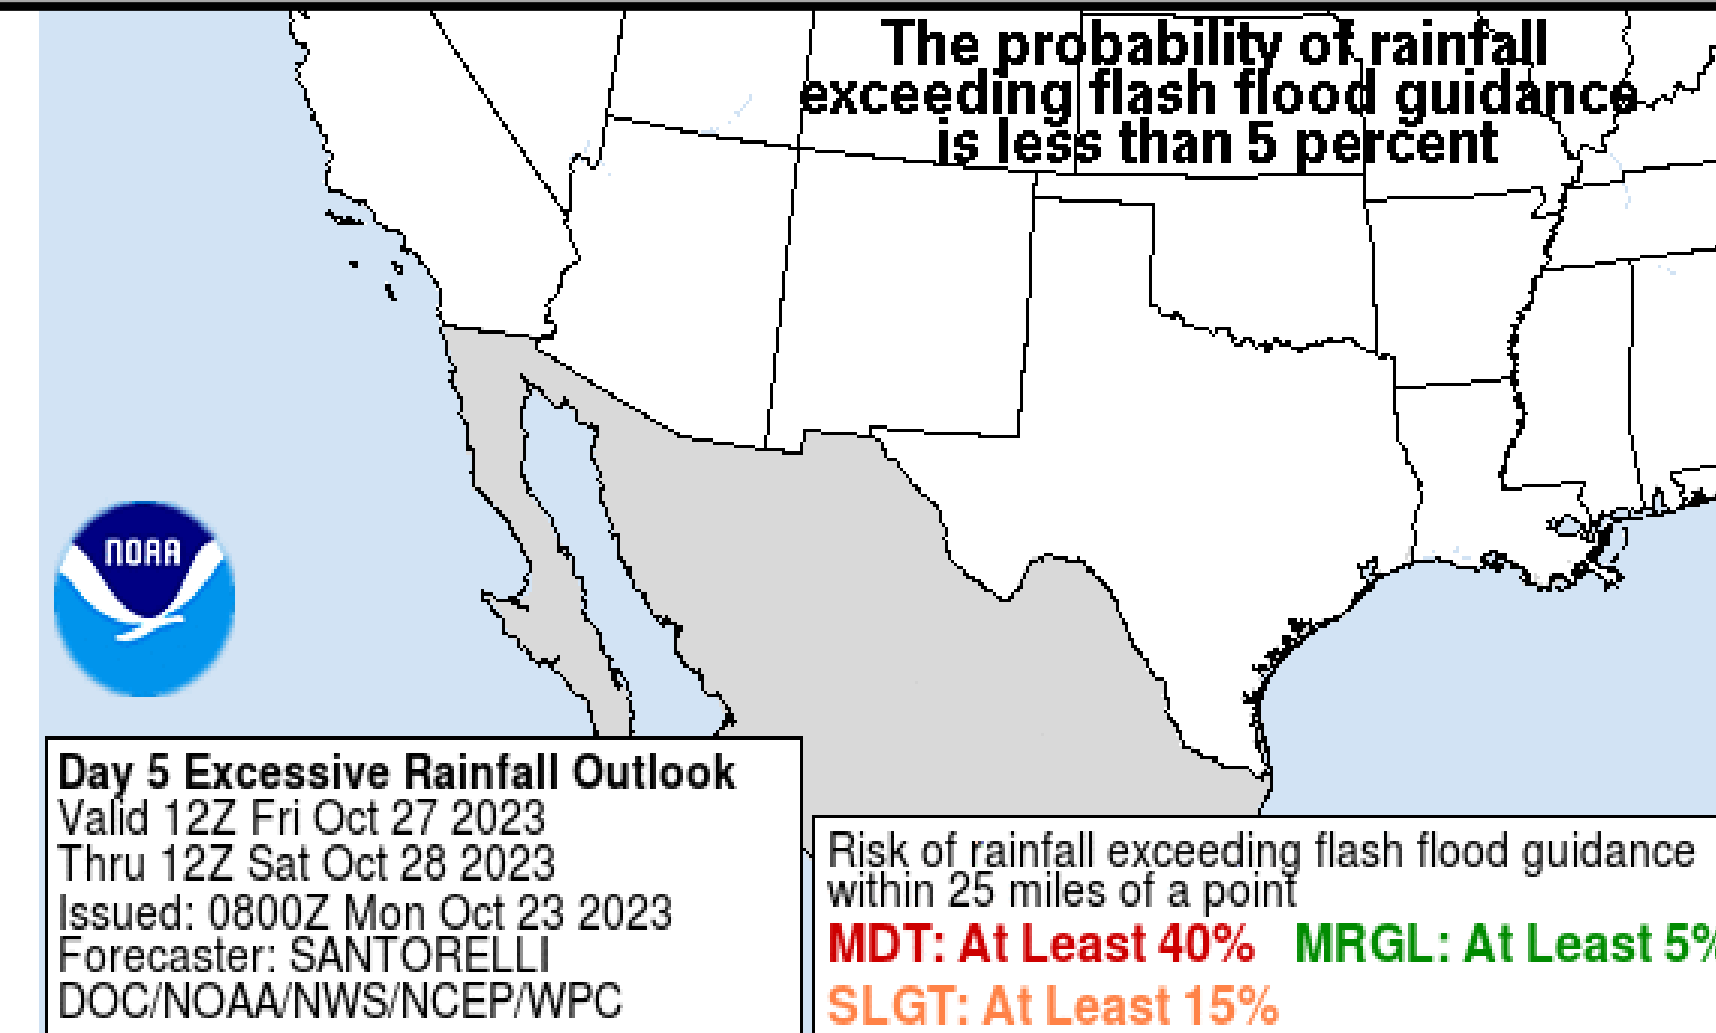 The probability of rainfall
exceeding flash flood guidance
is less than 5 percent
NOAA
Day 5 Excessive Rainfall Outlook
Valid 12Z Fri Oct 27 2023
Thru 12Z Sat Oct 28 2023
Issued: 0800Z Mon Oct 23 2023
Forecaster: SANTORELLI
DOC/NOAA/NWS/NCEP/WPC
Risk of rainfall exceeding flash flood guidance
within 25 miles of a point
MDT: At Least 40% MRGL: At Least 5%
SLGT: At Least 15%